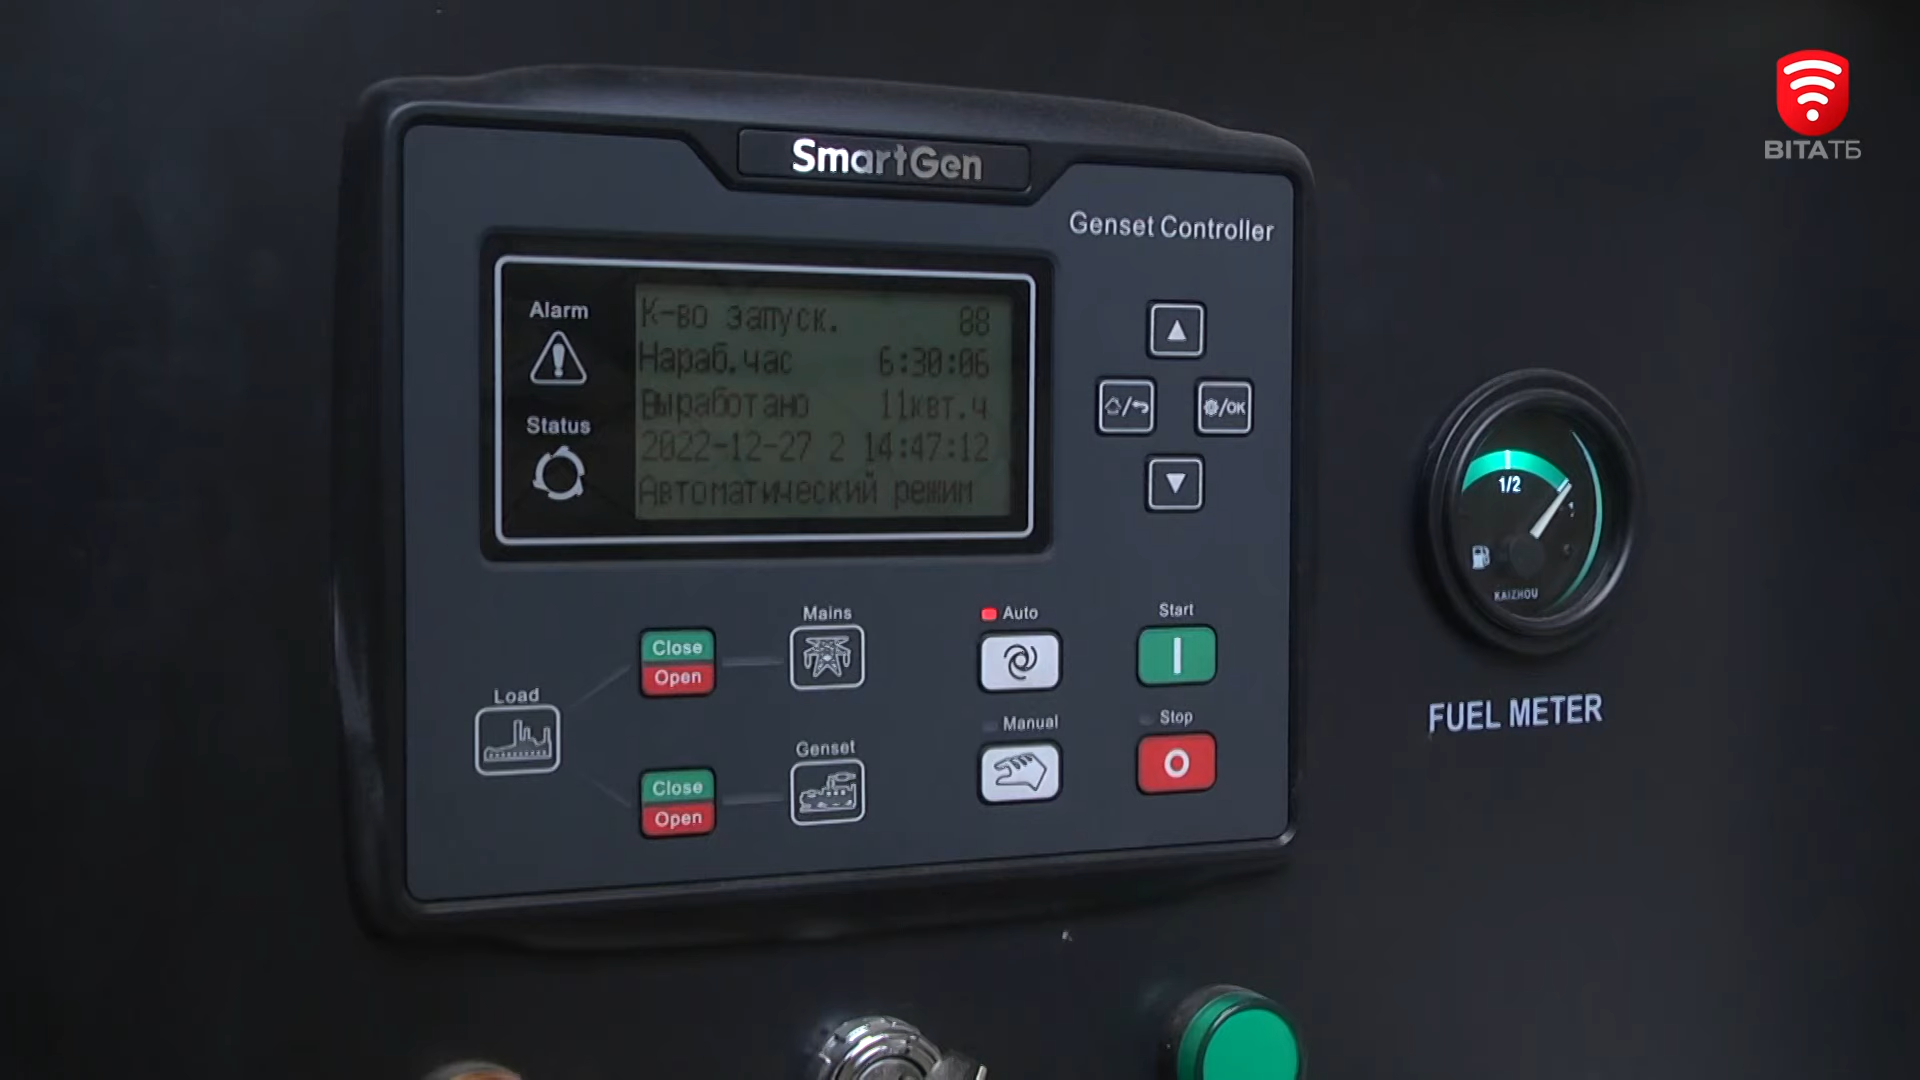 ВІТАТБ
SmartGen
Genset Controller
Alarm
Status
К-во запуск. 88
Нараб.час 6:30:06
Выработано 11квт.ч
2022-12-27 2 14:47:12
Автоматический режим
/OK
Mains
Auto
Start
Close
Open
Load
Manual
Stop
Genset
Close
Open
1/2
1
KAIZHOU
FUEL METER